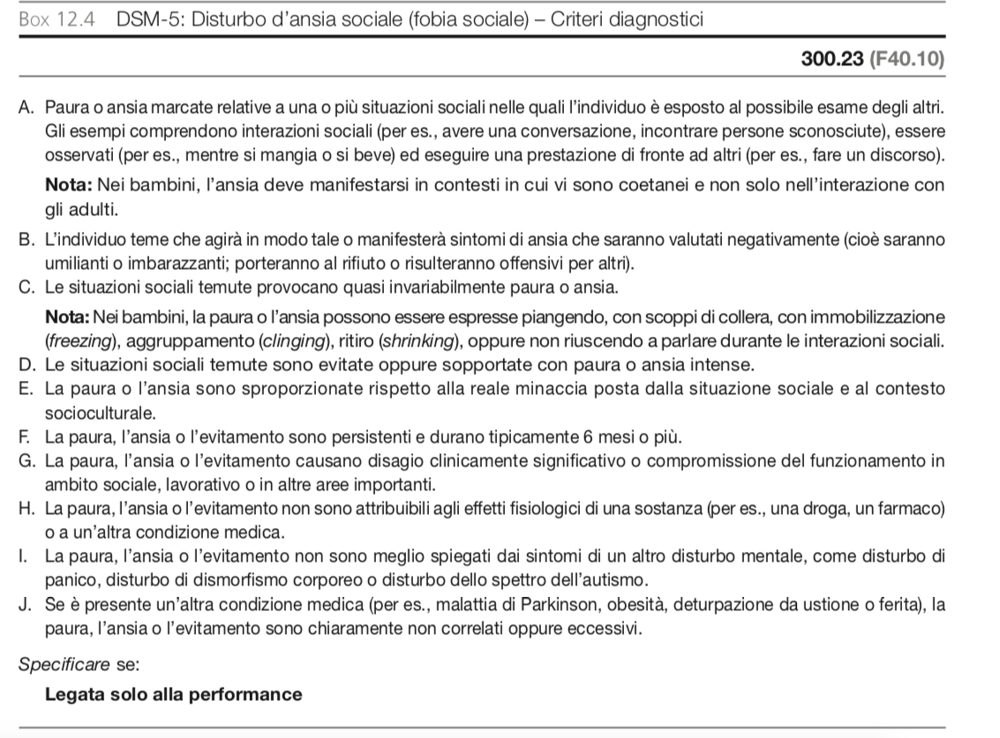 Box 12.4 DSM-5: Disturbo d’ansia sociale (fobia sociale) – Criteri diagnostici
300.23 (F40.10)
A. Paura o ansia marcate relative a una o più situazioni sociali nelle quali l’individuo è esposto al possibile esame degli altri.
Gli esempi comprendono interazioni sociali (per es., avere una conversazione, incontrare persone sconosciute), essere
osservati (per es., mentre si mangia o si beve) ed eseguire una prestazione di fronte ad altri (per es., fare un discorso).
Nota: Nei bambini, l’ansia deve manifestarsi in contesti in cui vi sono coetanei e non solo nell’interazione con
gli adulti.
B. L’individuo teme che agirà in modo tale o manifesterà sintomi di ansia che saranno valutati negativamente (cioè saranno
umilianti o imbarazzanti; porteranno al rifiuto o risulteranno offensivi per altri).
C. Le situazioni sociali temute provocano quasi invariabilmente paura o ansia.
Nota: Nei bambini, la paura o l’ansia possono essere espresse piangendo, con scoppi di collera, con immobilizzazione
(freezing), aggruppamento (clinging), ritiro (shrinking), oppure non riuscendo a parlare durante le interazioni sociali.
D. Le situazioni sociali temute sono evitate oppure sopportate con paura o ansia intense.
E. La paura o l’ansia sono sproporzionate rispetto alla reale minaccia posta dalla situazione sociale e al contesto
socioculturale.
F. La paura, l’ansia o l’evitamento sono persistenti e durano tipicamente 6 mesi o più.
G. La paura, l’ansia o l’evitamento causano disagio clinicamente significativo o compromissione del funzionamento in
ambito sociale, lavorativo o in altre aree importanti.
H. La paura, l’ansia o l’evitamento non sono attribuibili agli effetti fisiologici di una sostanza (per es., una droga, un farmaco)
o a un’altra condizione medica.
I. La paura, l’ansia o l’evitamento non sono meglio spiegati dai sintomi di un altro disturbo mentale, come disturbo di
panico, disturbo di dismorfismo corporeo o disturbo dello spettro dell’autismo.
J. Se è presente un’altra condizione medica (per es., malattia di Parkinson, obesità, deturpazione da ustione o ferita), la
paura, l’ansia o l’evitamento sono chiaramente non correlati oppure eccessivi.
Specificare se:
Legata solo alla performance